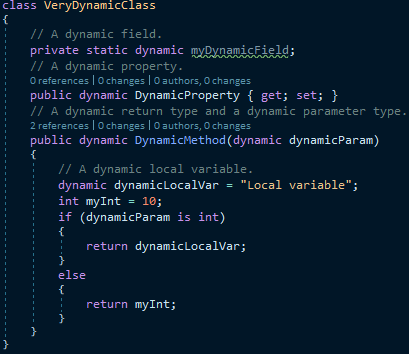 class VeryDynamicClass
{
// A dynamic field.
private static dynamic myDynamicField;
// A dynamic property.
0 references | 0 changes | 0 authors, 0 changes
public dynamic DynamicProperty { get; set; }
// A dynamic return type and a dynamic parameter type.
2 references | 0 changes | 0 authors, 0 changes
public dynamic DynamicMethod(dynamic dynamicParam)
{
// A dynamic local variable.
dynamic dynamicLocalVar = "Local variable";
int myInt = 10;
if (dynamicParam is int)
{
return dynamicLocalVar;
}
else
{
return myInt;
}
}
}